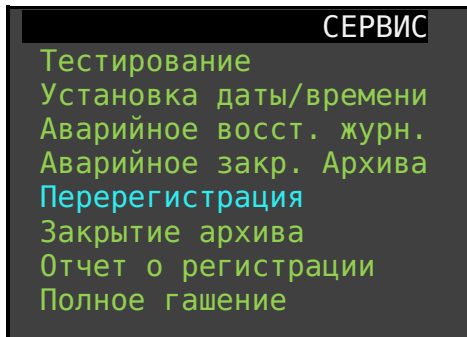 СЕРВИС
Тестирование
Установка даты/времени
Аварийное восст. журн.
Аварийное закр. Архива
Перерегистрация
Закрытие архива
Отчет о регистрации
Полное гашение